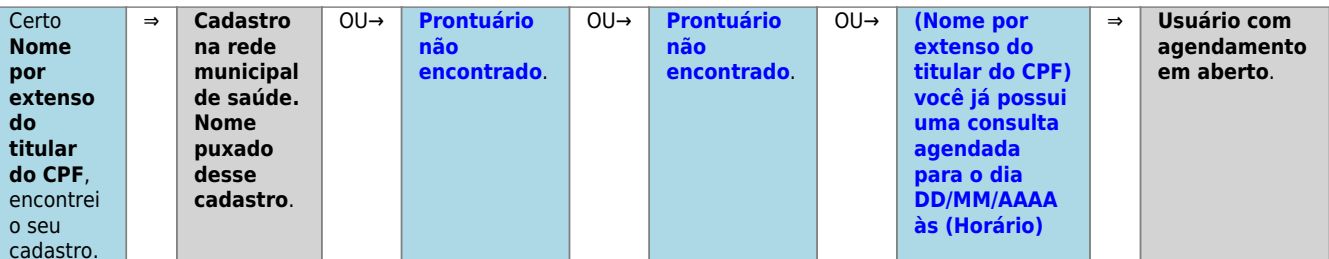 Certo
Nome
por
extenso
do
titular
do CPF,
encontrei
o seu
cadastro.
⇒
Cadastro
na rede
municipal
de saúde.
Nome
puxado
desse
cadastro.
OU→
Prontuário
não
encontrado.
OU→
Prontuário
não
encontrado.
OU→
(Nome por
extenso do
titular do CPF)
você já possui
uma consulta
agendada
para o dia
DD/MM/AAAA
às (Horário)
⇒
Usuário com
agendamento
em aberto.